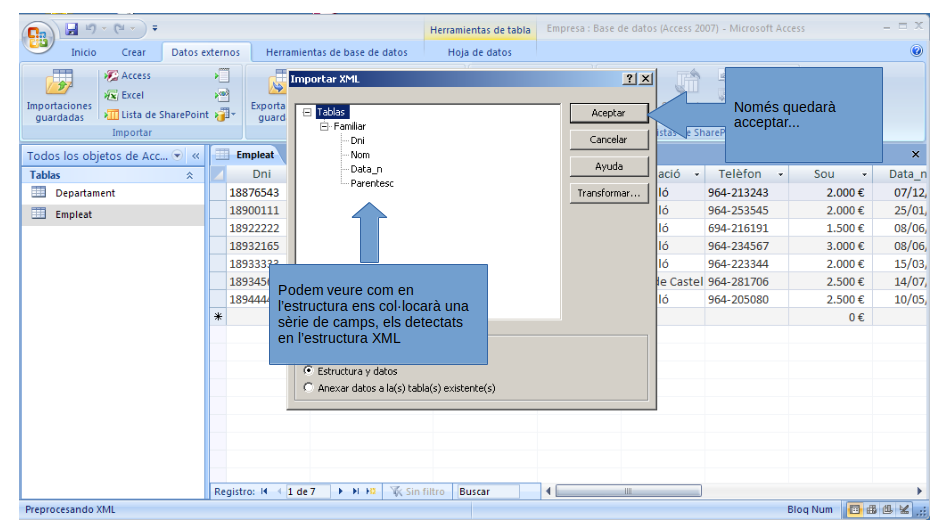 Herramientas de tabla
Empresa : Base de datos (Access 2007) - Microsoft Access
Inicio
Crear
Datos externos
Herramientas de base de datos
Hoja de datos
Importaciones
guardadas
Access
Excel
Lista de SharePoint
Importar
Exporta
guard
Importar XML
Tablas
Familiar
Dni
Nom
Data_n
Parentesc
Aceptar
Cancelar
Ayuda
Transformar...
Només quedarà
acceptar...
Todos los objetos de Acc...
Tablas
Departament
Empleat
Empleat
Dni
ació
Telèfon
Sou
Data_n
18876543
ló
964-213243
2.000 €
07/12,
18900111
ló
964-253545
2.000 €
25/01,
18922222
ló
694-216191
1.500 €
08/06,
18932165
ló
964-234567
3.000 €
08/06,
18933333
ló
964-223344
2.000 €
15/03,
de Castel
964-281706
2.500 €
14/07,
ló
964-205080
2.500 €
10/05,
0 €
Podem veure com en
l'estructura ens col·locarà una
sèrie de camps, els detectats
en l'estructura XML
Estructura y datos
Anexar datos a la(s) tabla(s) existente(s)
Registro:
1 de 7
Sin filtro
Buscar
Preprocesando XML
Bloq Num